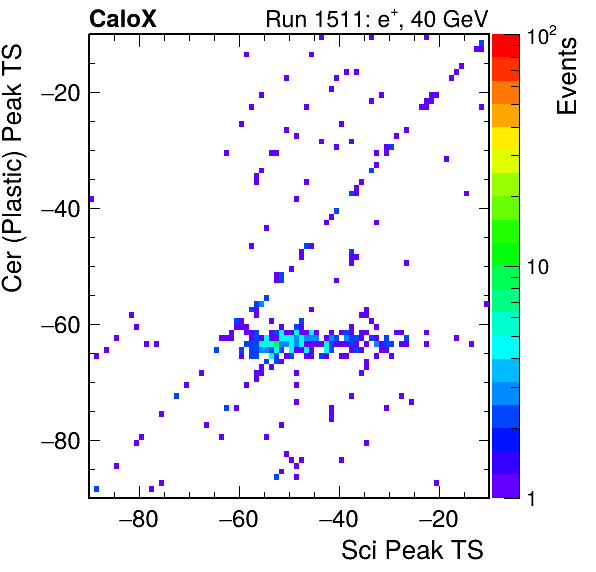 CaloX Run 1511: e⁺, 40 GeV
Cer (Plastic) Peak TS
−20
−40
−60
−80
−80 −60 −40 −20
Sci Peak TS
10²
10
1
Events